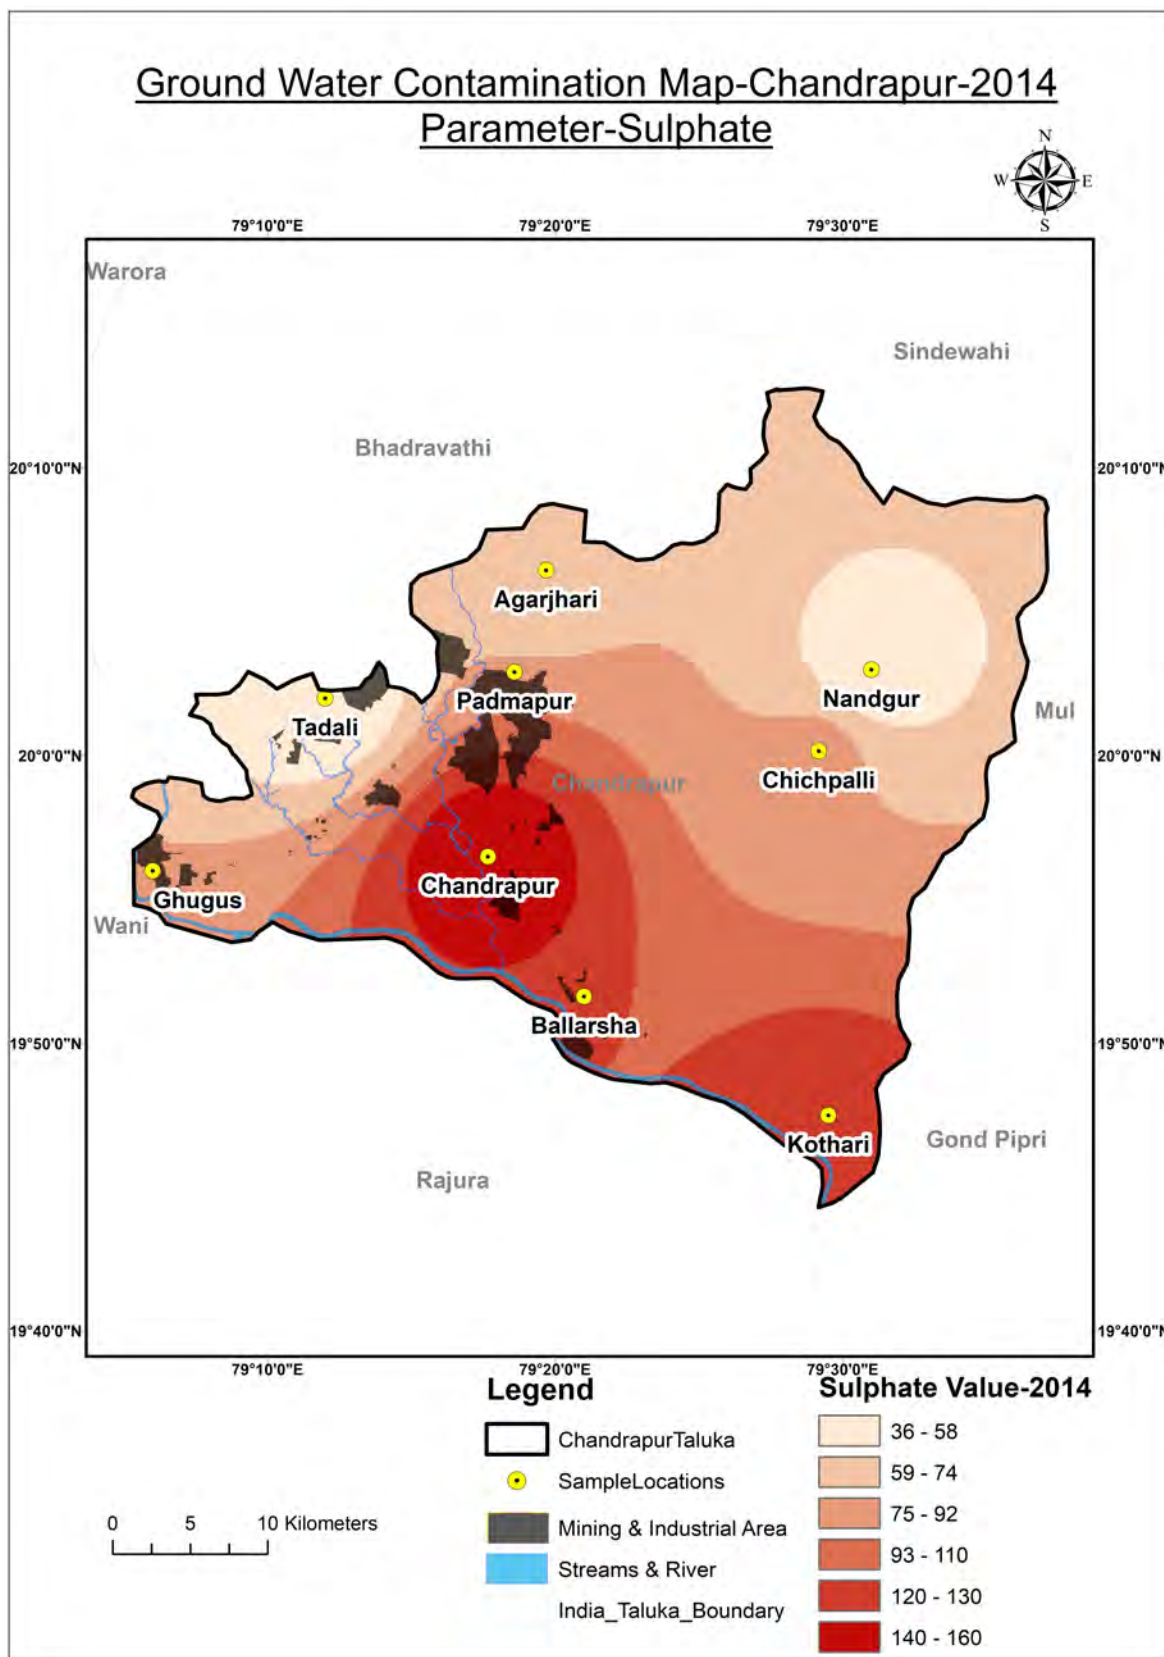 Ground Water Contamination Map-Chandrapur-2014
Parameter-Sulphate
N
W E
S
79°10'0"E 79°20'0"E 79°30'0"E
Warora
Sindewahi
Bhadravathi
20°10'0"N 20°10'0"N
Agarjhari
Padmapur
Nandgur
Tadali
Mul
20°0'0"N 20°0'0"N
Chandrapur
Chichpalli
Chandrapur
Ghugus
Wani
Ballarsha
19°50'0"N 19°50'0"N
Kothari
Gond Pipri
Rajura
19°40'0"N 19°40'0"N
79°10'0"E 79°20'0"E 79°30'0"E
Legend
ChandrapurTaluka
SampleLocations
Mining & Industrial Area
Streams & River
India_Taluka_Boundary
0 5 10 Kilometers
Sulphate Value-2014
36 - 58
59 - 74
75 - 92
93 - 110
120 - 130
140 - 160